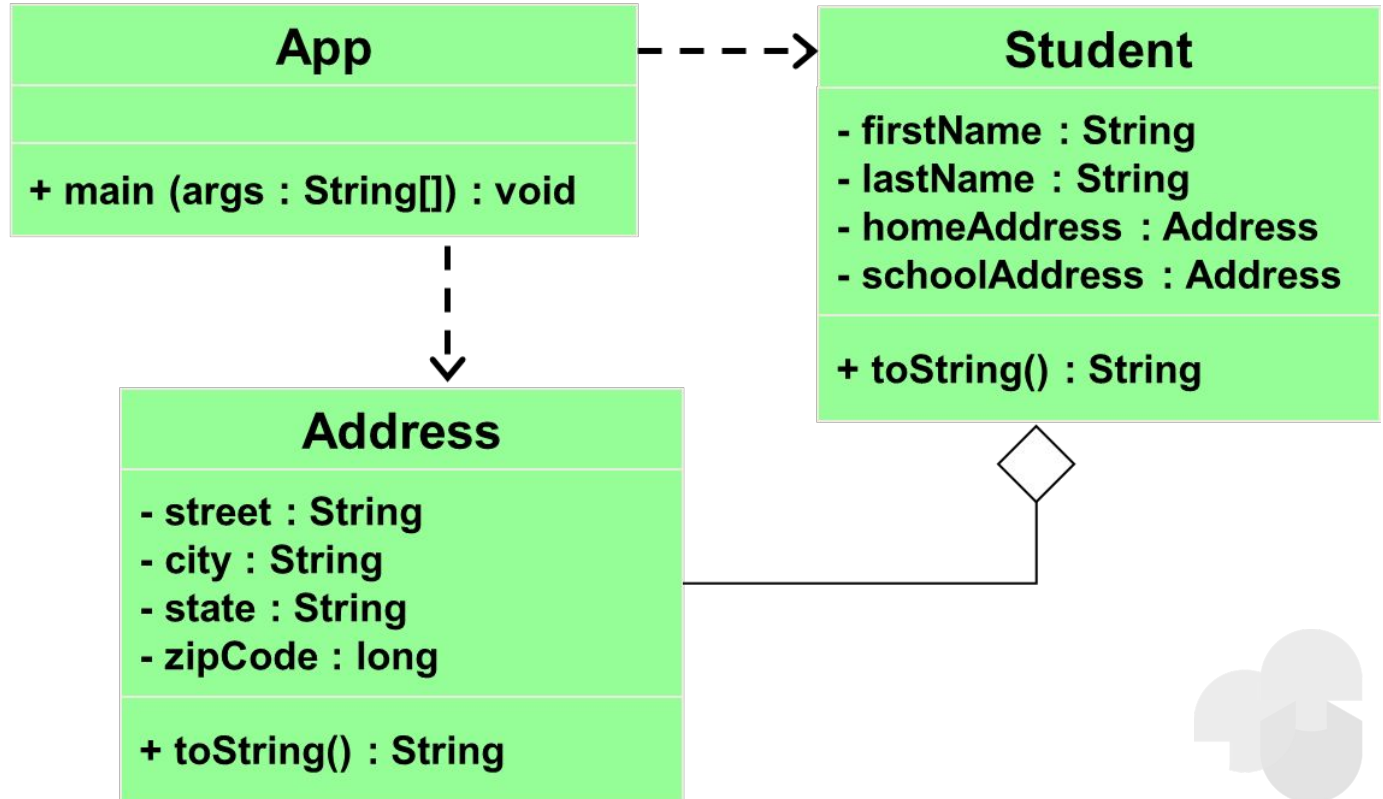 App
+ main (args : String[]) : void
Student
- firstName : String
- lastName : String
- homeAddress : Address
- schoolAddress : Address
+ toString() : String
Address
- street : String
- city : String
- state : String
- zipCode : long
+ toString() : String